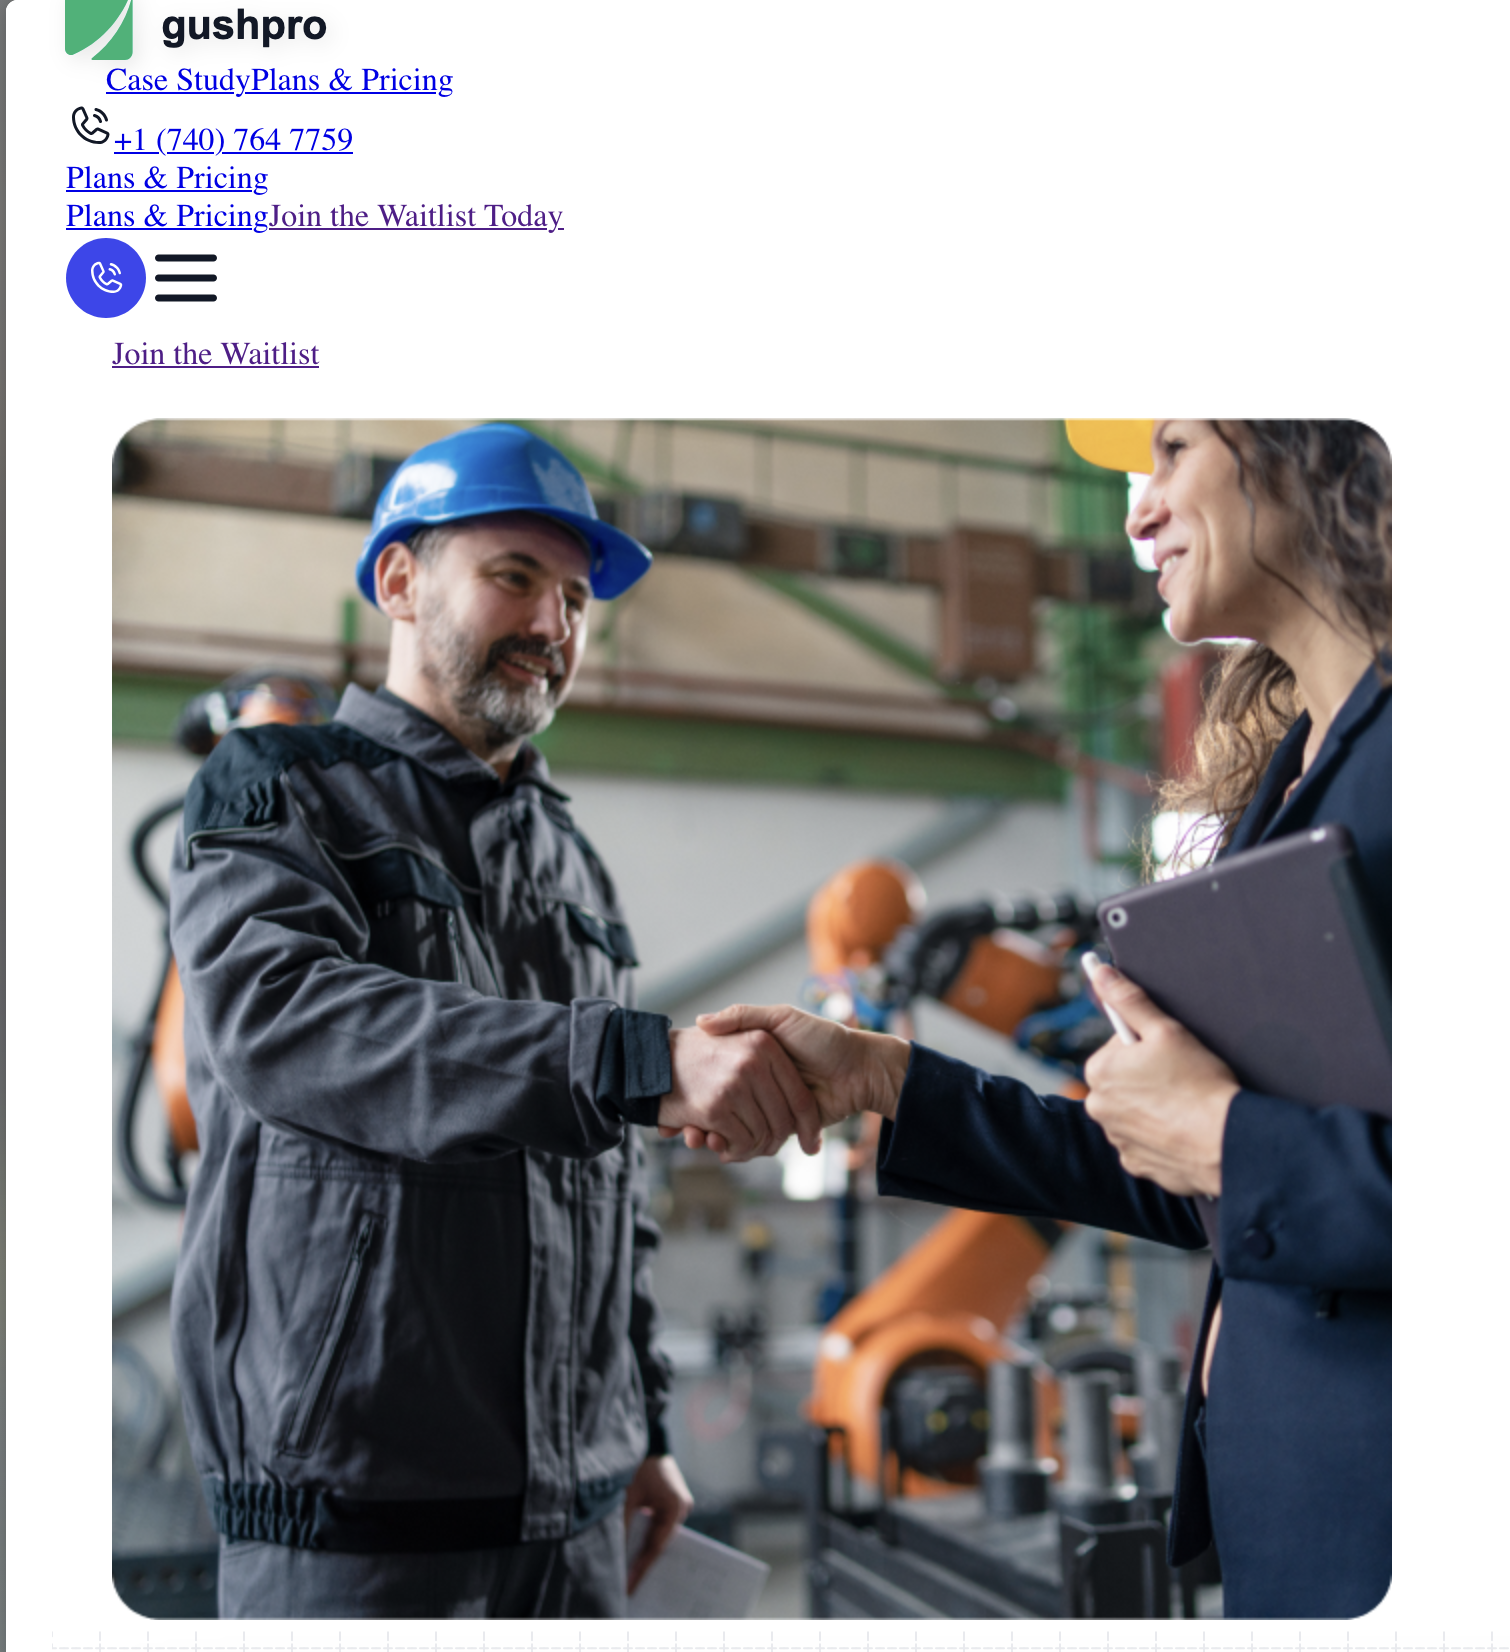 gushpro
Case StudyPlans & Pricing
+1 (740) 764 7759
Plans & Pricing
Plans & PricingJoin the Waitlist Today
Join the Waitlist